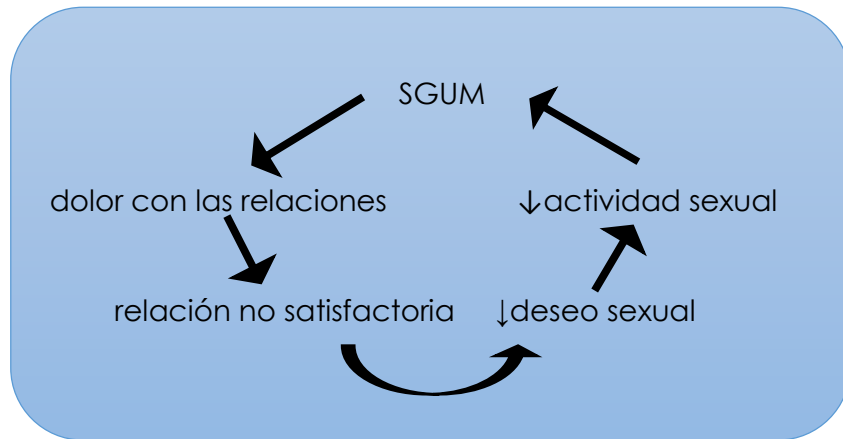 SGUM
dolor con las relaciones
↓actividad sexual
relación no satisfactoria
↓deseo sexual